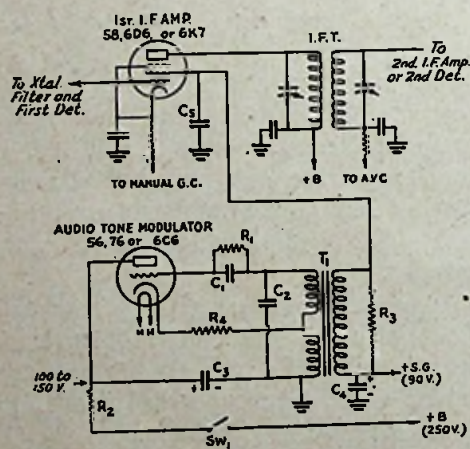 1ST. I.F AMP.
58,6D6, or 6K7
I.F.T.
To
2nd. I.F. Amp.
or 2nd Det.
To Xtal.
Filter and
First Det.
C5
TO MANUAL G.C.
+B
TO A.V.C
AUDIO TONE MODULATOR
56,76 or 6C6
R1
C1
T1
C2
H H
R4
R3
100 to
150 V.
C3
+ -
+
+S.G.
(90V.)
R2
C4
-
SW1
+B
(250V.)